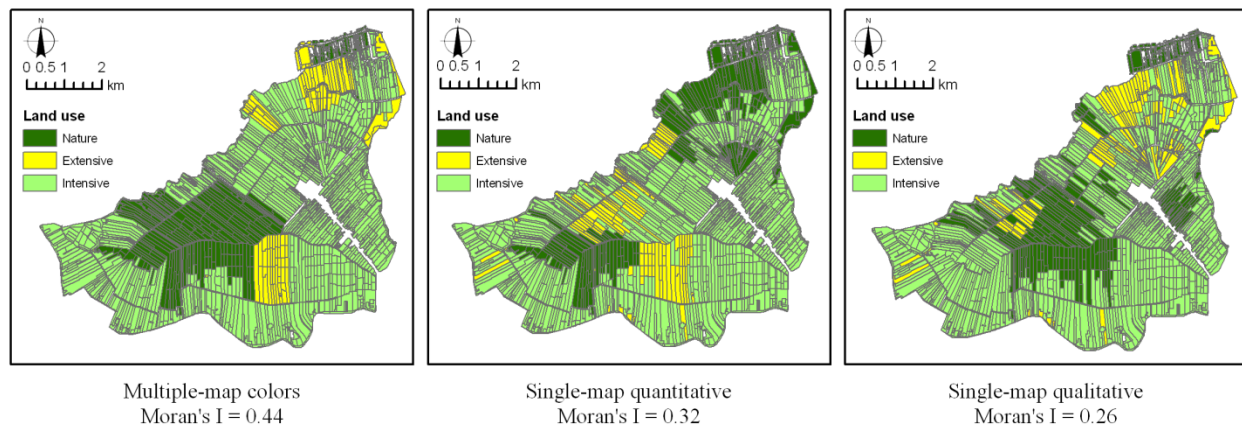 N
0 0.5 1 2
km
Land use
Nature
Extensive
Intensive
N
0 0.5 1 2
km
Land use
Nature
Extensive
Intensive
N
0 0.5 1 2
km
Land use
Nature
Extensive
Intensive
Multiple-map colors
Moran's I = 0.44
Single-map quantitative
Moran's I = 0.32
Single-map qualitative
Moran's I = 0.26